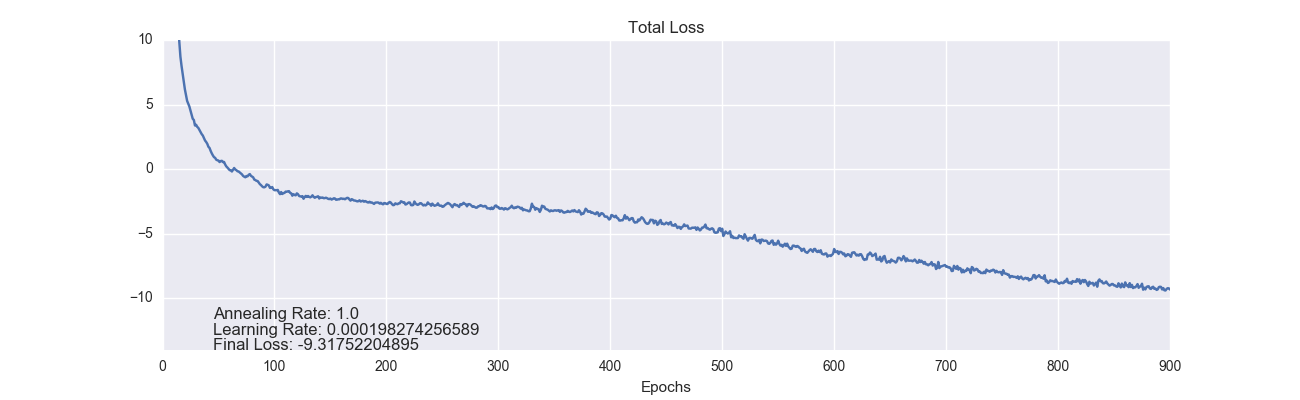 Total Loss
10
5
0
−5
−10
Annealing Rate: 1.0
Learning Rate: 0.000198274256589
Final Loss: -9.31752204895
0 100 200 300 400 500 600 700 800 900
Epochs